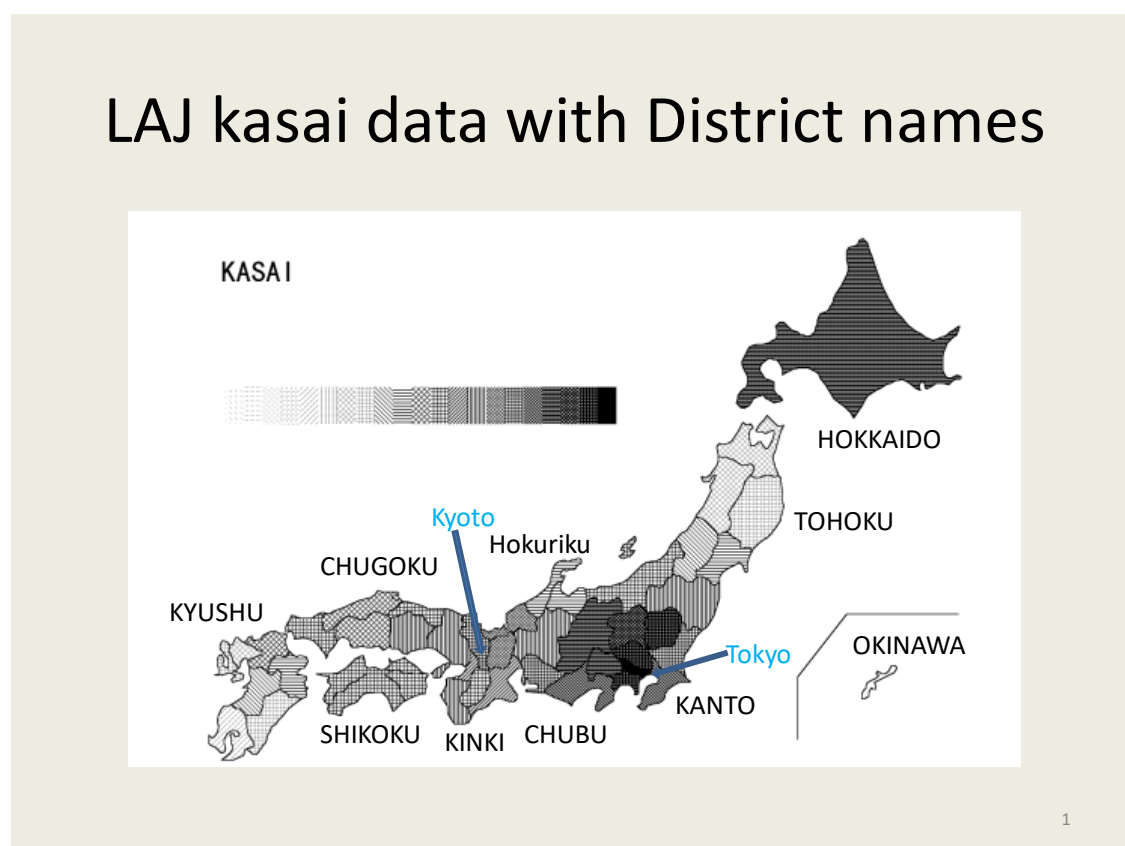 LAJ kasai data with District names
KASAI
HOKKAIDO
TOHOKU
Kyoto
Hokuriku
CHUGOKU
KYUSHU
OKINAWA
Tokyo
KANTO
SHIKOKU
KINKI
CHUBU
1